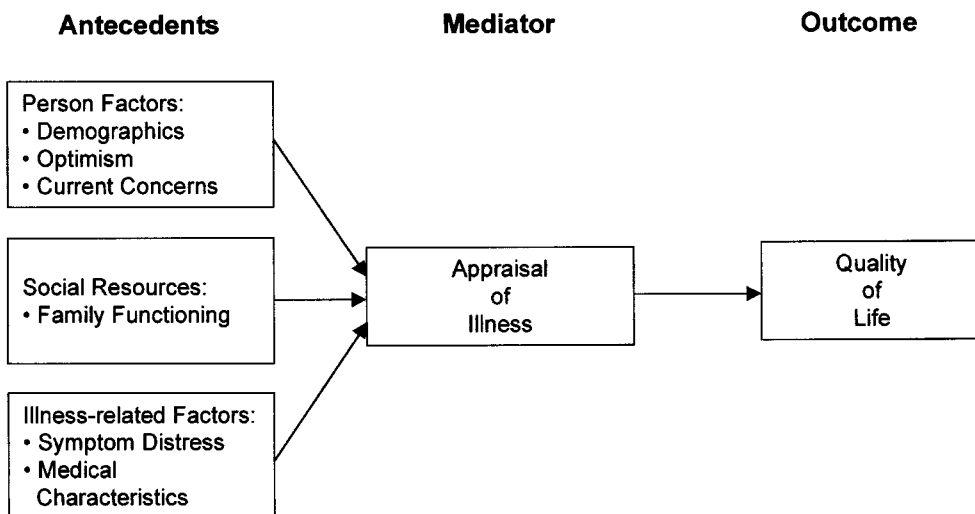 Antecedents
Mediator
Outcome
Person Factors:
• Demographics
• Optimism
• Current Concerns
Social Resources:
• Family Functioning
Illness-related Factors:
• Symptom Distress
• Medical
Characteristics
Appraisal
of
Illness
Quality
of
Life